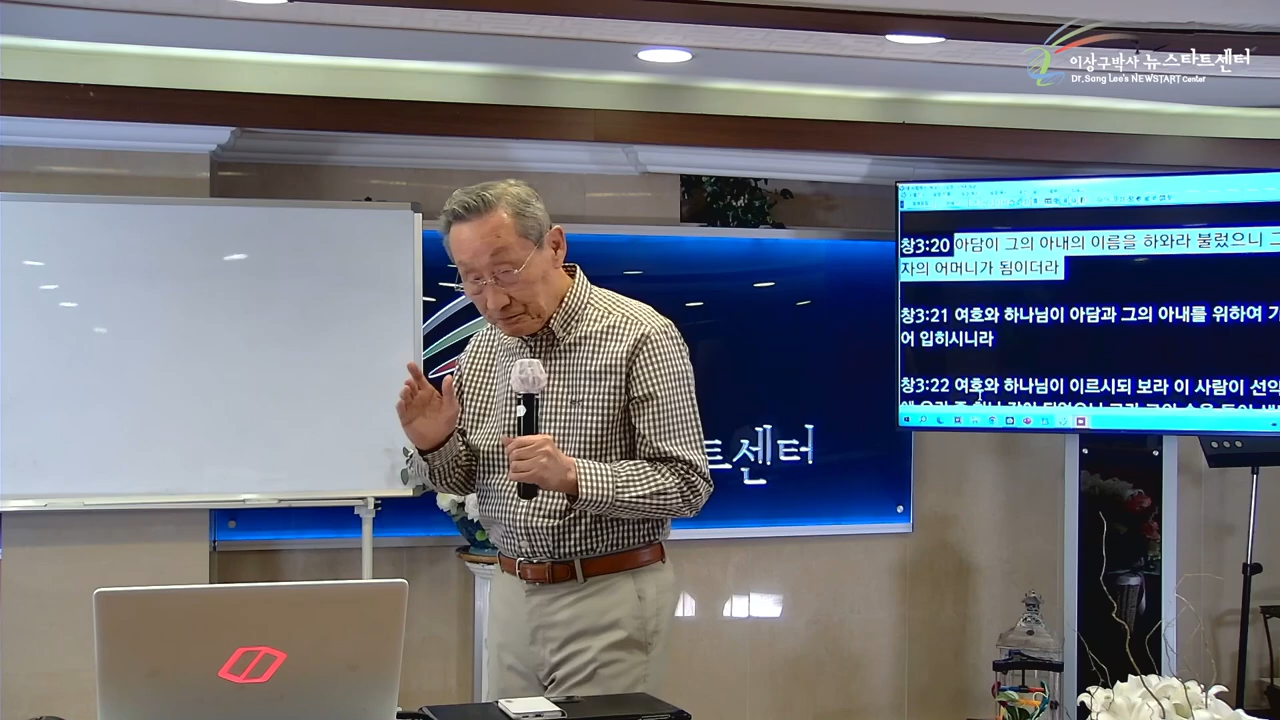 이상구박사 뉴스타트센터
Dr. Sang Lee's NEWSTART Center
창3:20 아담이 그의 아내의 이름을 하와라 불렀으니 그
자의 어머니가 됨이더라
창3:21 여호와 하나님이 아담과 그의 아내를 위하여 가
어 입히시니라
창3:22 여호와 하나님이 이르시되 보라 이 사람이 선악
트센터